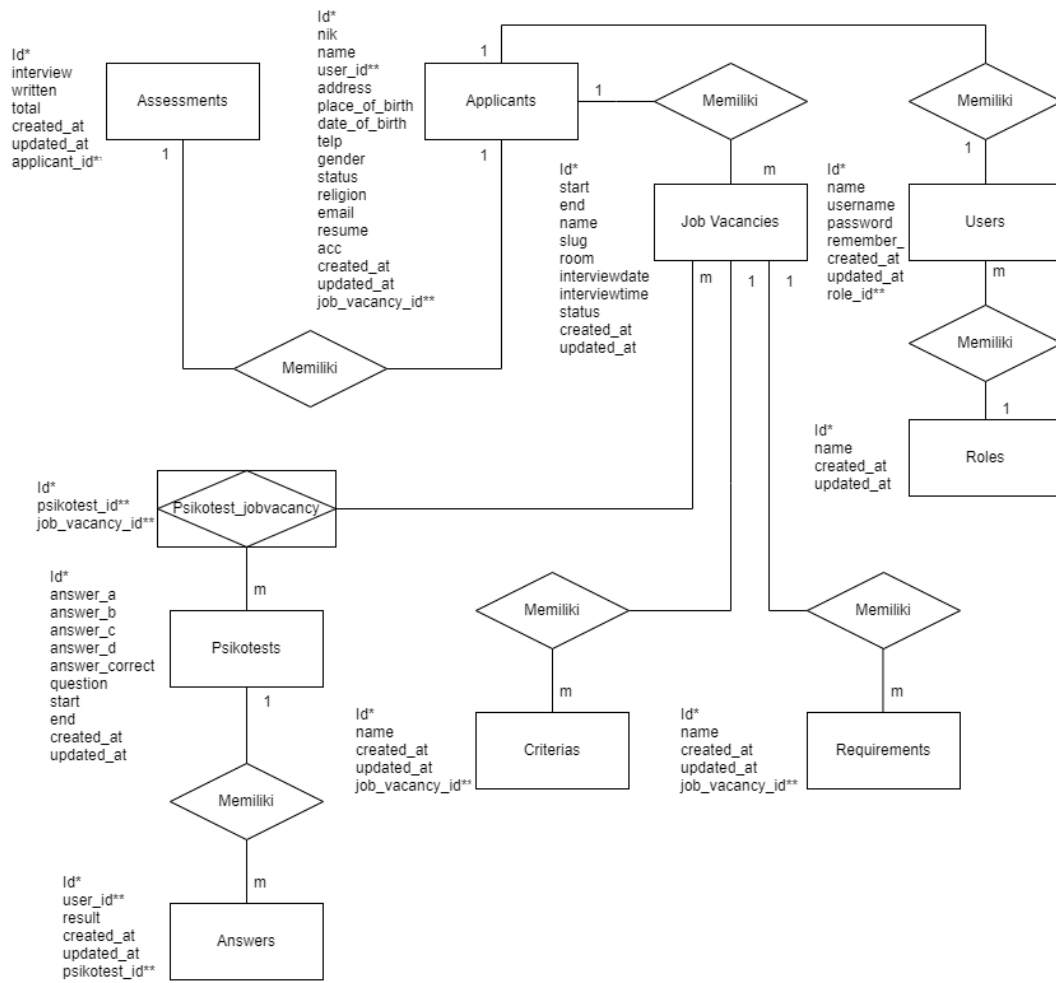 Id*
interview
written
total
created_at
updated_at
applicant_id**
Assessments
1
Id*
nik
name
user_id**
address
place_of_birth
date_of_birth
telp
gender
status
religion
email
resume
acc
created_at
updated_at
job_vacancy_id**
1
Applicants
1
1
Memiliki
m
Memiliki
1
Id*
start
end
name
slug
room
interviewdate
interviewtime
status
created_at
updated_at
Job Vacancies
m
1
1
Id*
name
username
password
remember_
created_at
updated_at
role_id**
Users
m
Memiliki
Memiliki
1
Id*
name
created_at
updated_at
Roles
Id*
psikotest_id**
job_vacancy_id**
Psikotest_jobvacancy
m
Id*
answer_a
answer_b
answer_c
answer_d
answer_correct
question
start
end
created_at
updated_at
Psikotests
1
Memiliki
m
Id*
name
created_at
updated_at
job_vacancy_id**
Criterias
Memiliki
m
Id*
name
created_at
updated_at
job_vacancy_id**
Requirements
Memiliki
m
Id*
user_id**
result
created_at
updated_at
psikotest_id**
Answers